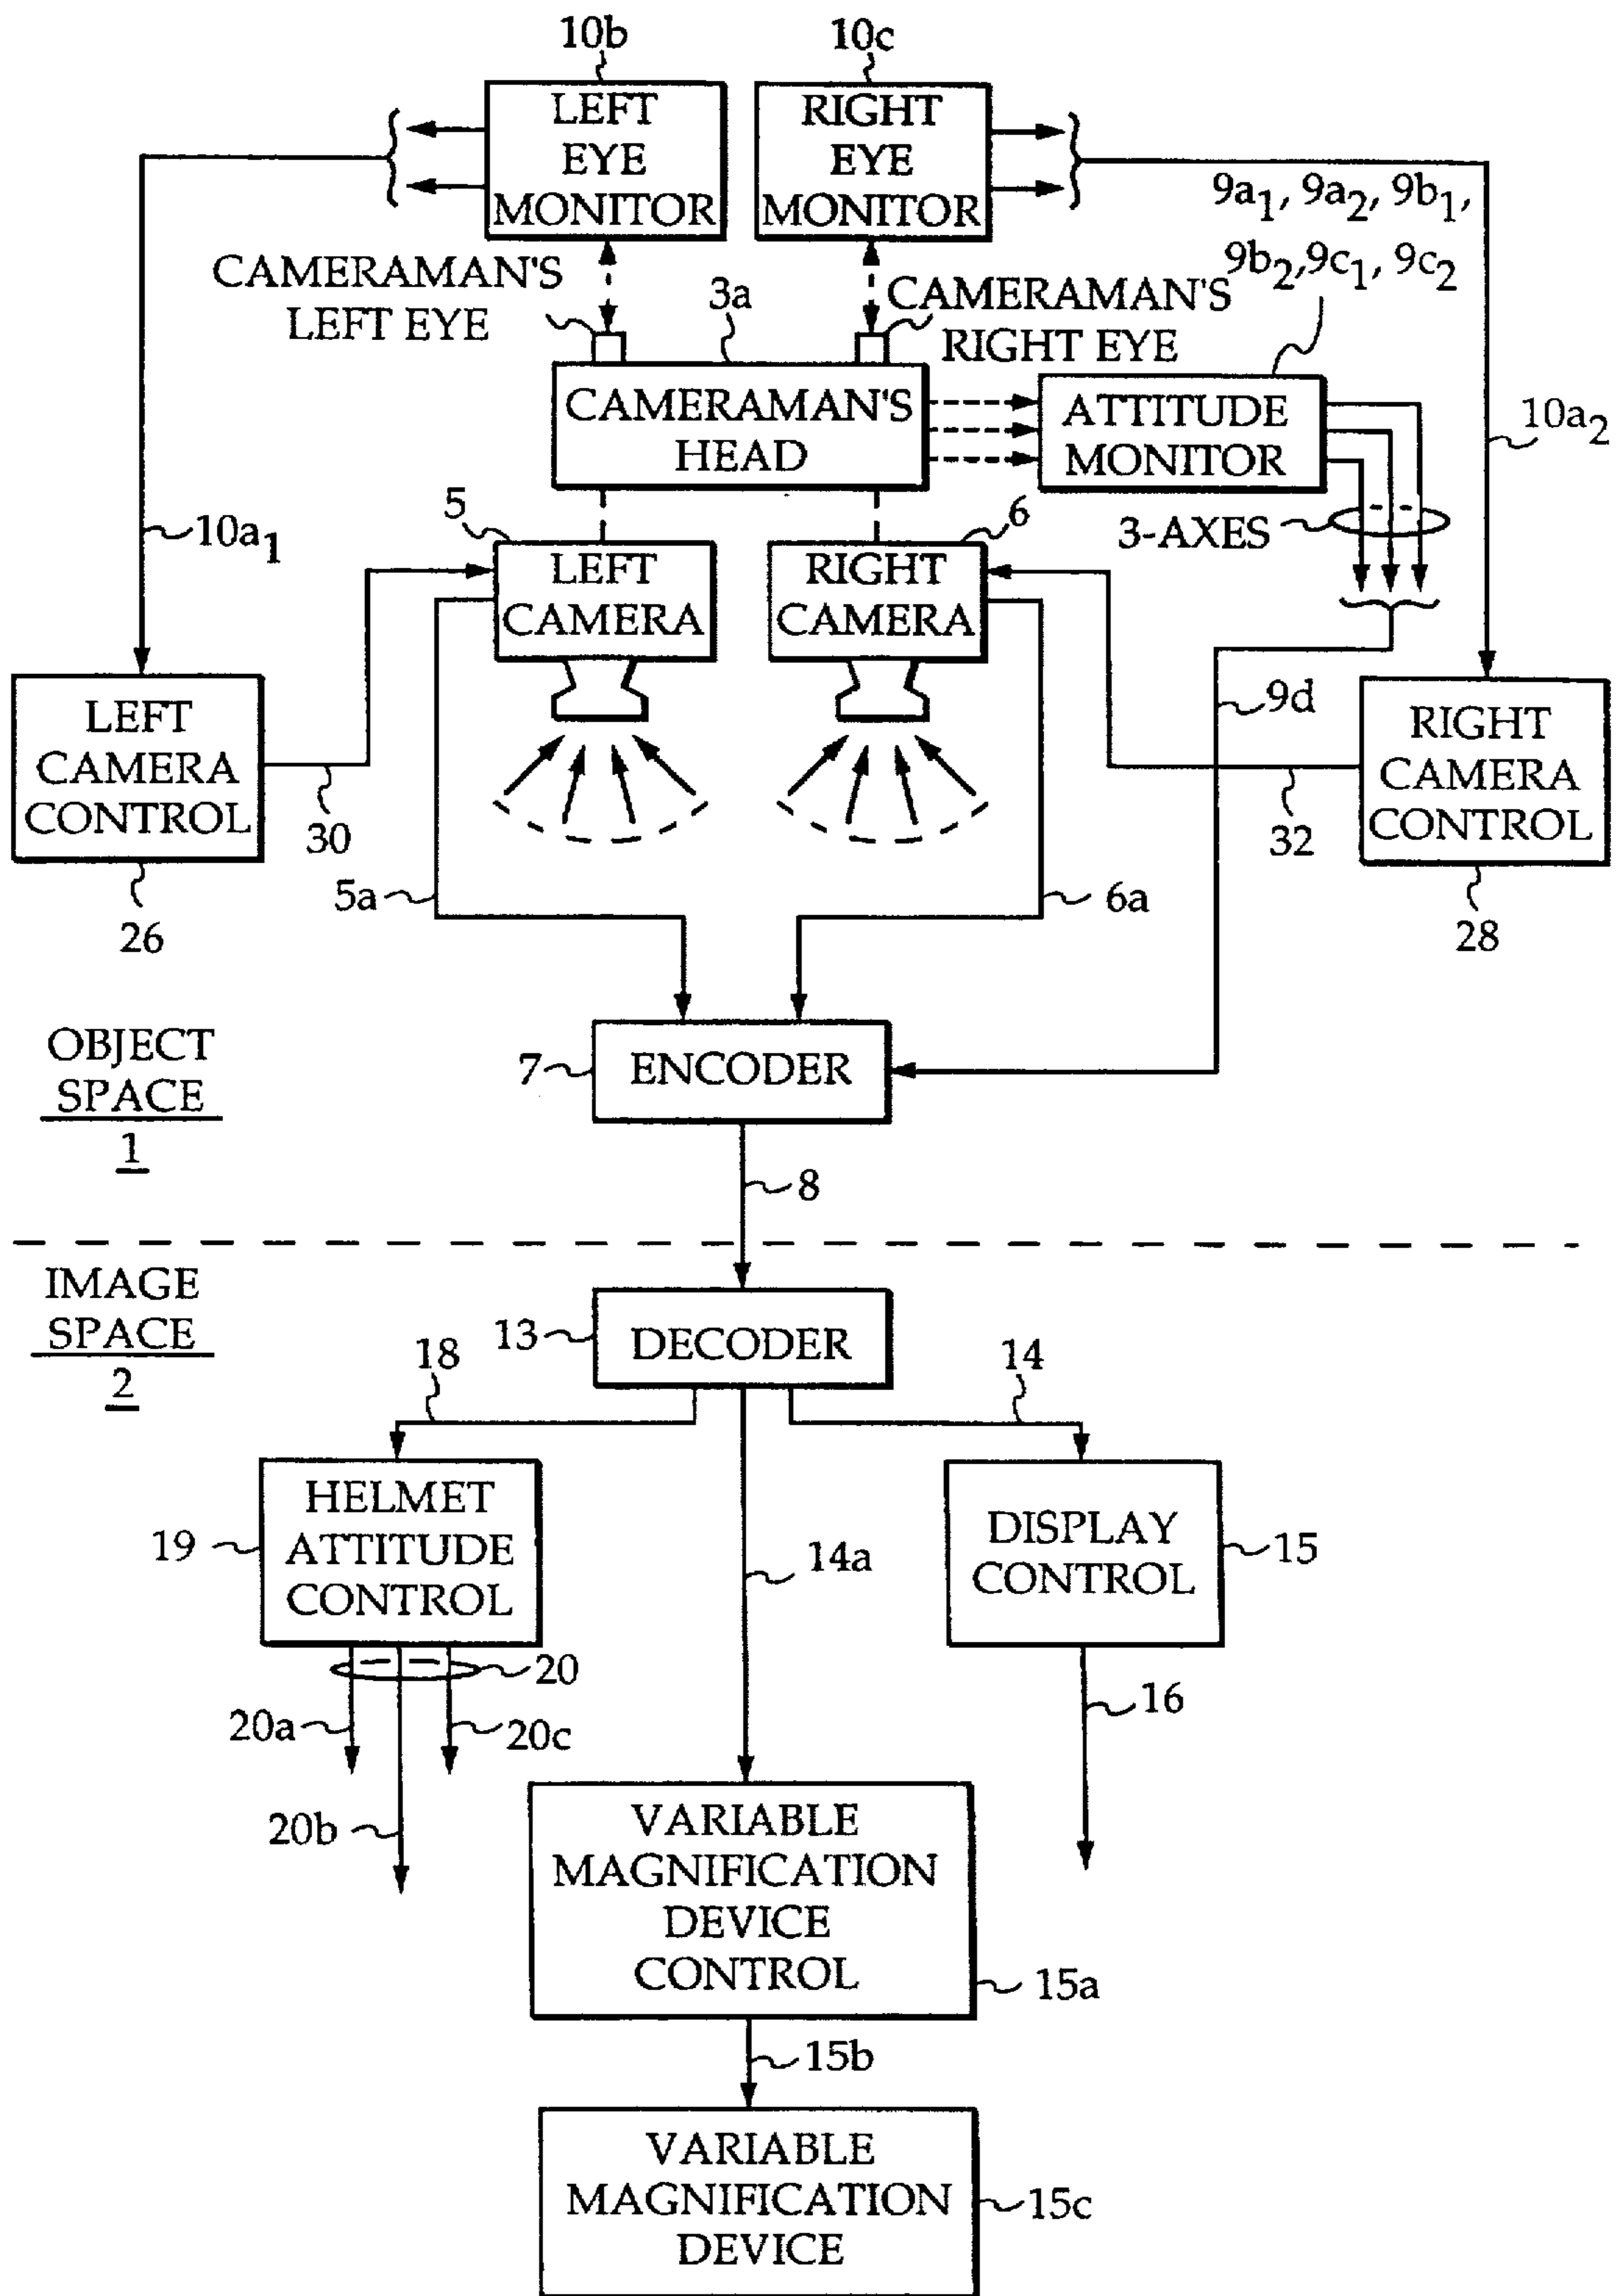 10b
10c
LEFT
EYE
MONITOR
RIGHT
EYE
MONITOR
9a1, 9a2, 9b1,
9b2,9c1, 9c2
CAMERAMAN'S
LEFT EYE
3a
CAMERAMAN'S
RIGHT EYE
CAMERAMAN'S
HEAD
ATTITUDE
MONITOR
10a2
10a1
5
6
3-AXES
LEFT
CAMERA
RIGHT
CAMERA
LEFT
CAMERA
CONTROL
9d
RIGHT
CAMERA
CONTROL
30
32
5a
6a
26
28
OBJECT
SPACE
1
7
ENCODER
8
IMAGE
SPACE
2
13
DECODER
18
14
HELMET
ATTITUDE
CONTROL
19
14a
DISPLAY
CONTROL
15
20
20a
20c
16
20b
VARIABLE
MAGNIFICATION
DEVICE
CONTROL
15a
15b
VARIABLE
MAGNIFICATION
DEVICE
15c